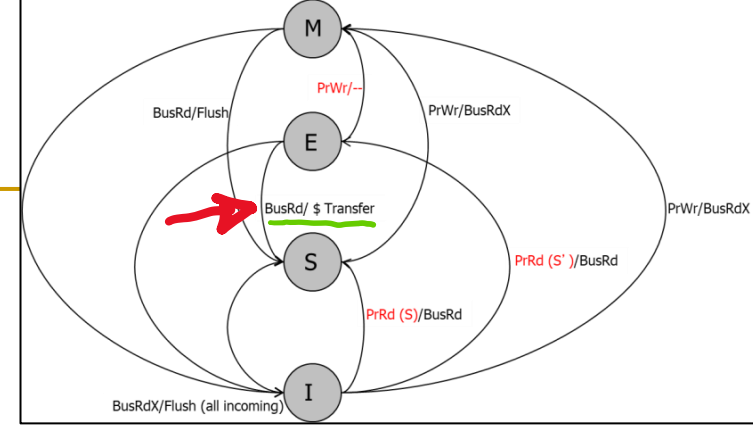 M
PrWr/--
BusRd/Flush
PrWr/BusRdX
E
BusRd/ $ Transfer
PrWr/BusRdX
S
PrRd (S')/BusRd
PrRd (S)/BusRd
I
BusRdX/Flush (all incoming)